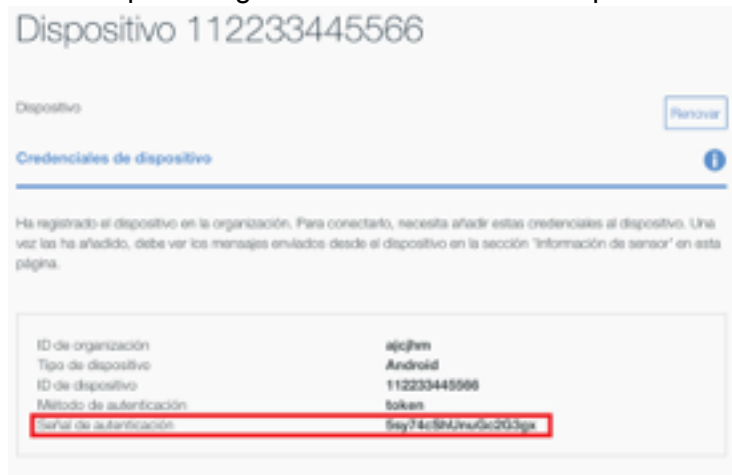 Dispositivo 112233445566
Dispositivo
Renovar
Credenciales de dispositivo
Ha registrado el dispositivo en la organización. Para conectarlo, necesita añadir estas credenciales al dispositivo. Una
vez las ha añadido, debe ver los mensajes enviados desde el dispositivo en la sección "Información de sensor" en esta
página.
ID de organización ajcjhm
Tipo de dispositivo Android
ID de dispositivo 112233445566
Método de autenticación token
Señal de autenticación